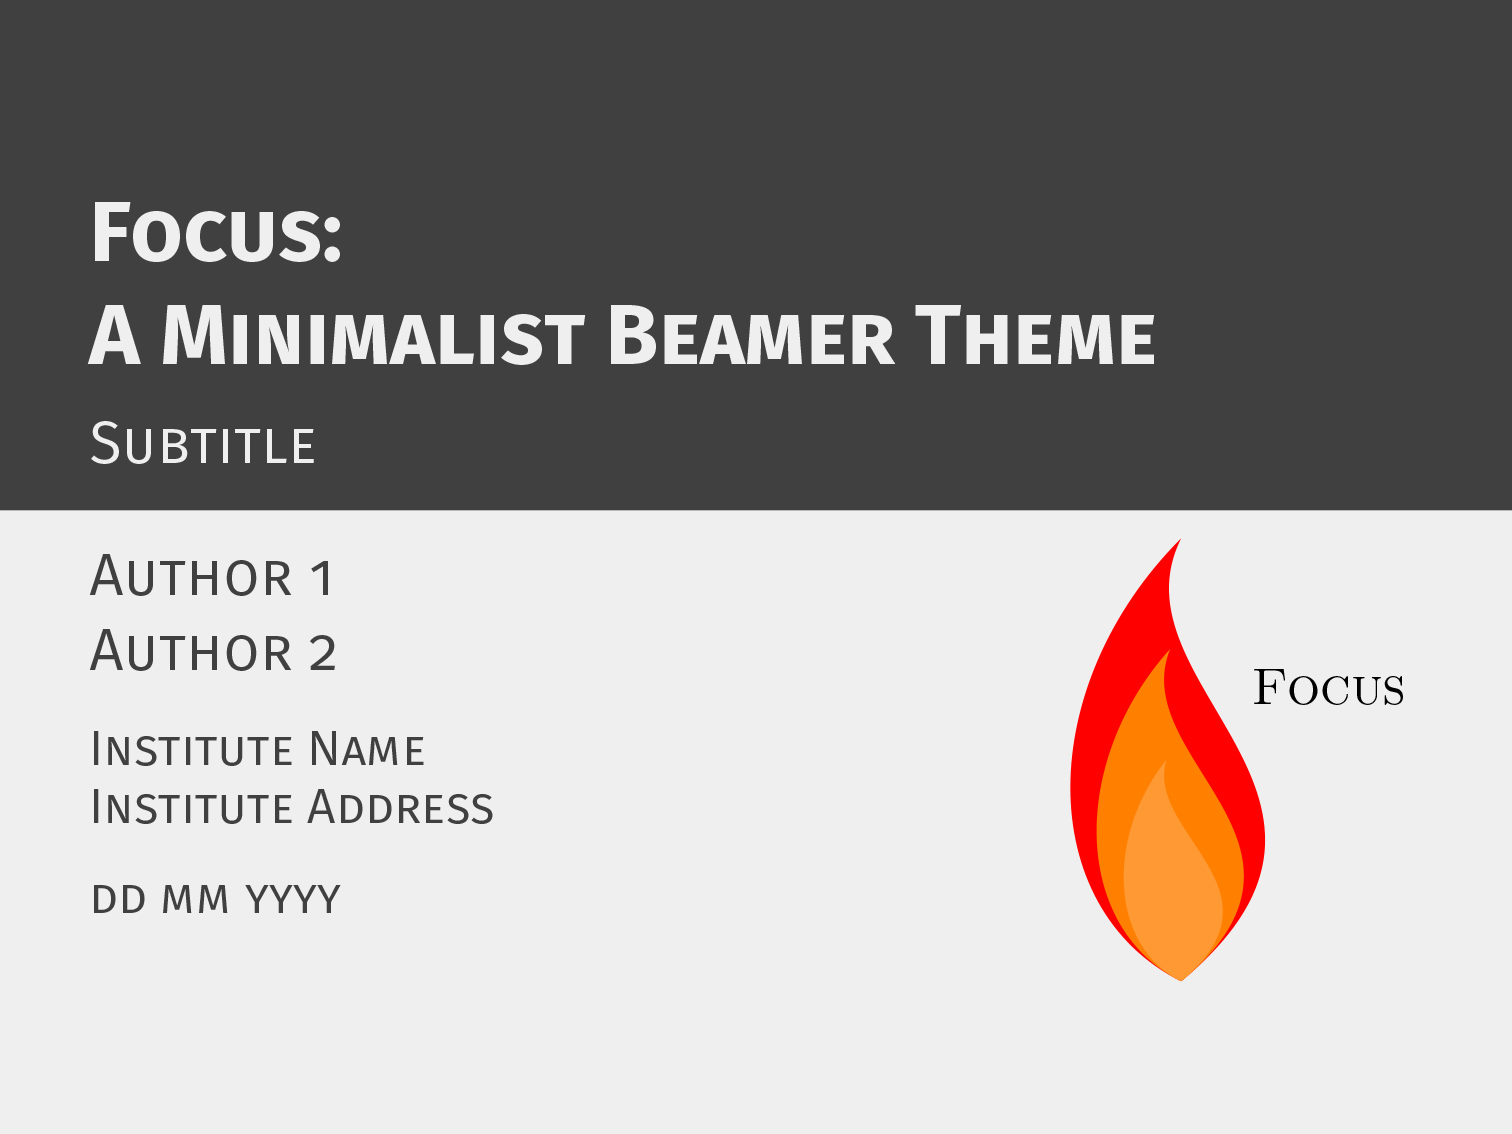 Focus:
A Minimalist Beamer Theme
Subtitle
Author 1
Author 2
Institute Name
Institute Address
dd mm yyyy
Focus